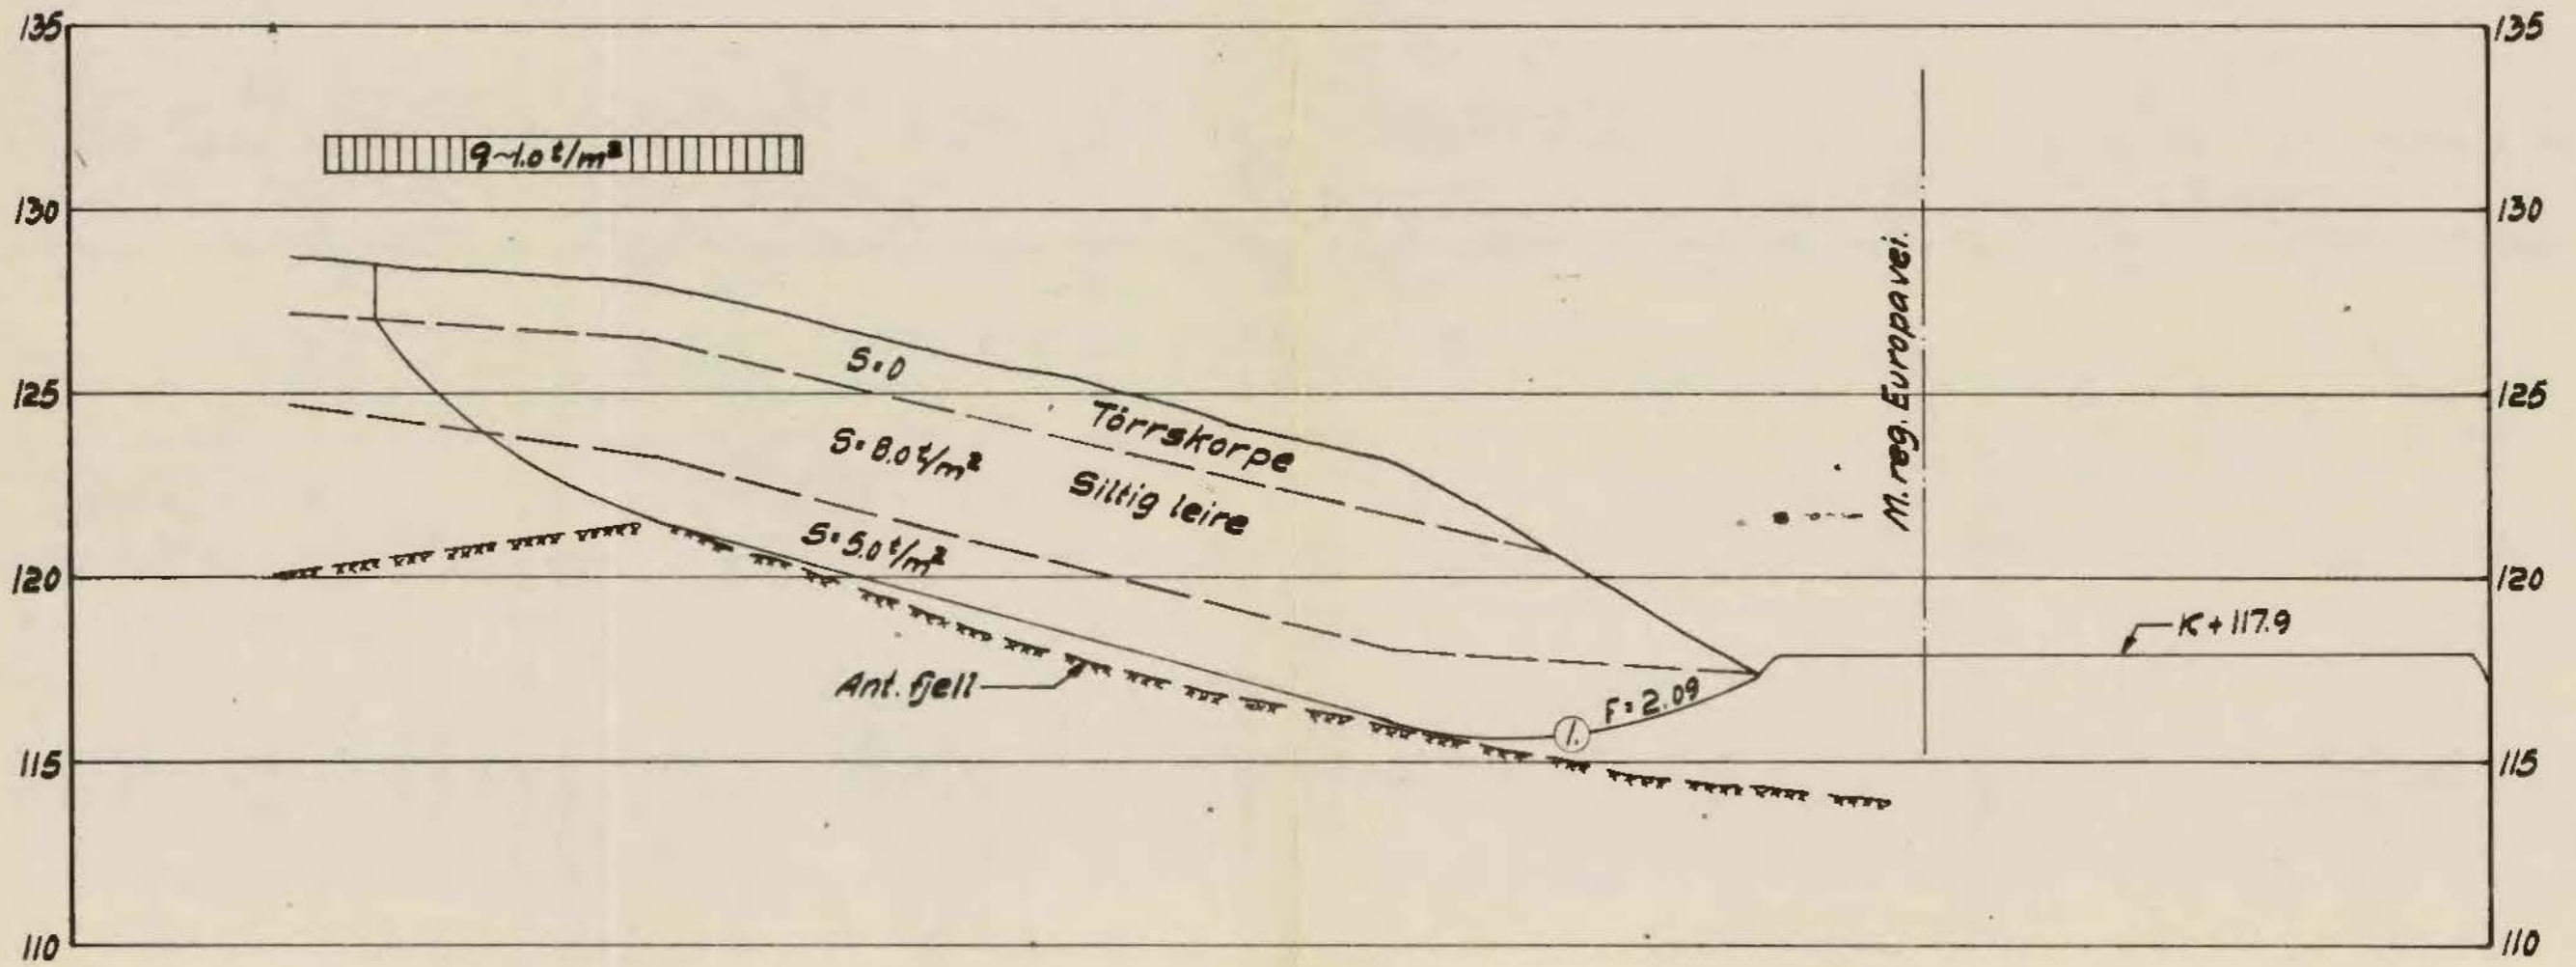 135
135
q~1.0 t/m²
130
130
M. reg. Europavei.
125
125
S=0
Törrskorpe
S=8.0 t/m²
Siltig leire
S=5.0 t/m²
120
120
K+117.9
Ant. fjell
F=2.09
1.
115
115
110
110